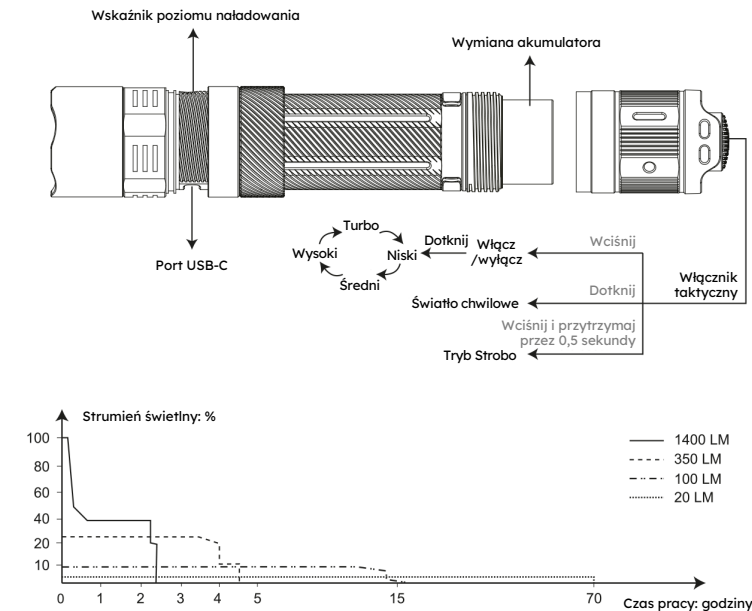 Wskaźnik poziomu naładowania
Wymiana akumulatora
Port USB-C
Turbo
Wysoki
Niski
Średni
Dotknij
Włącz
/wyłącz
Wciśnij
Światło chwilowe
Dotknij
Włącznik
taktyczny
Wciśnij i przytrzymaj
przez 0,5 sekundy
Tryb Strobo
Strumień świetlny: %
100
80
60
40
20
10
1400 LM
350 LM
100 LM
20 LM
0 1 2 3 4 5 15 70
Czas pracy: godziny